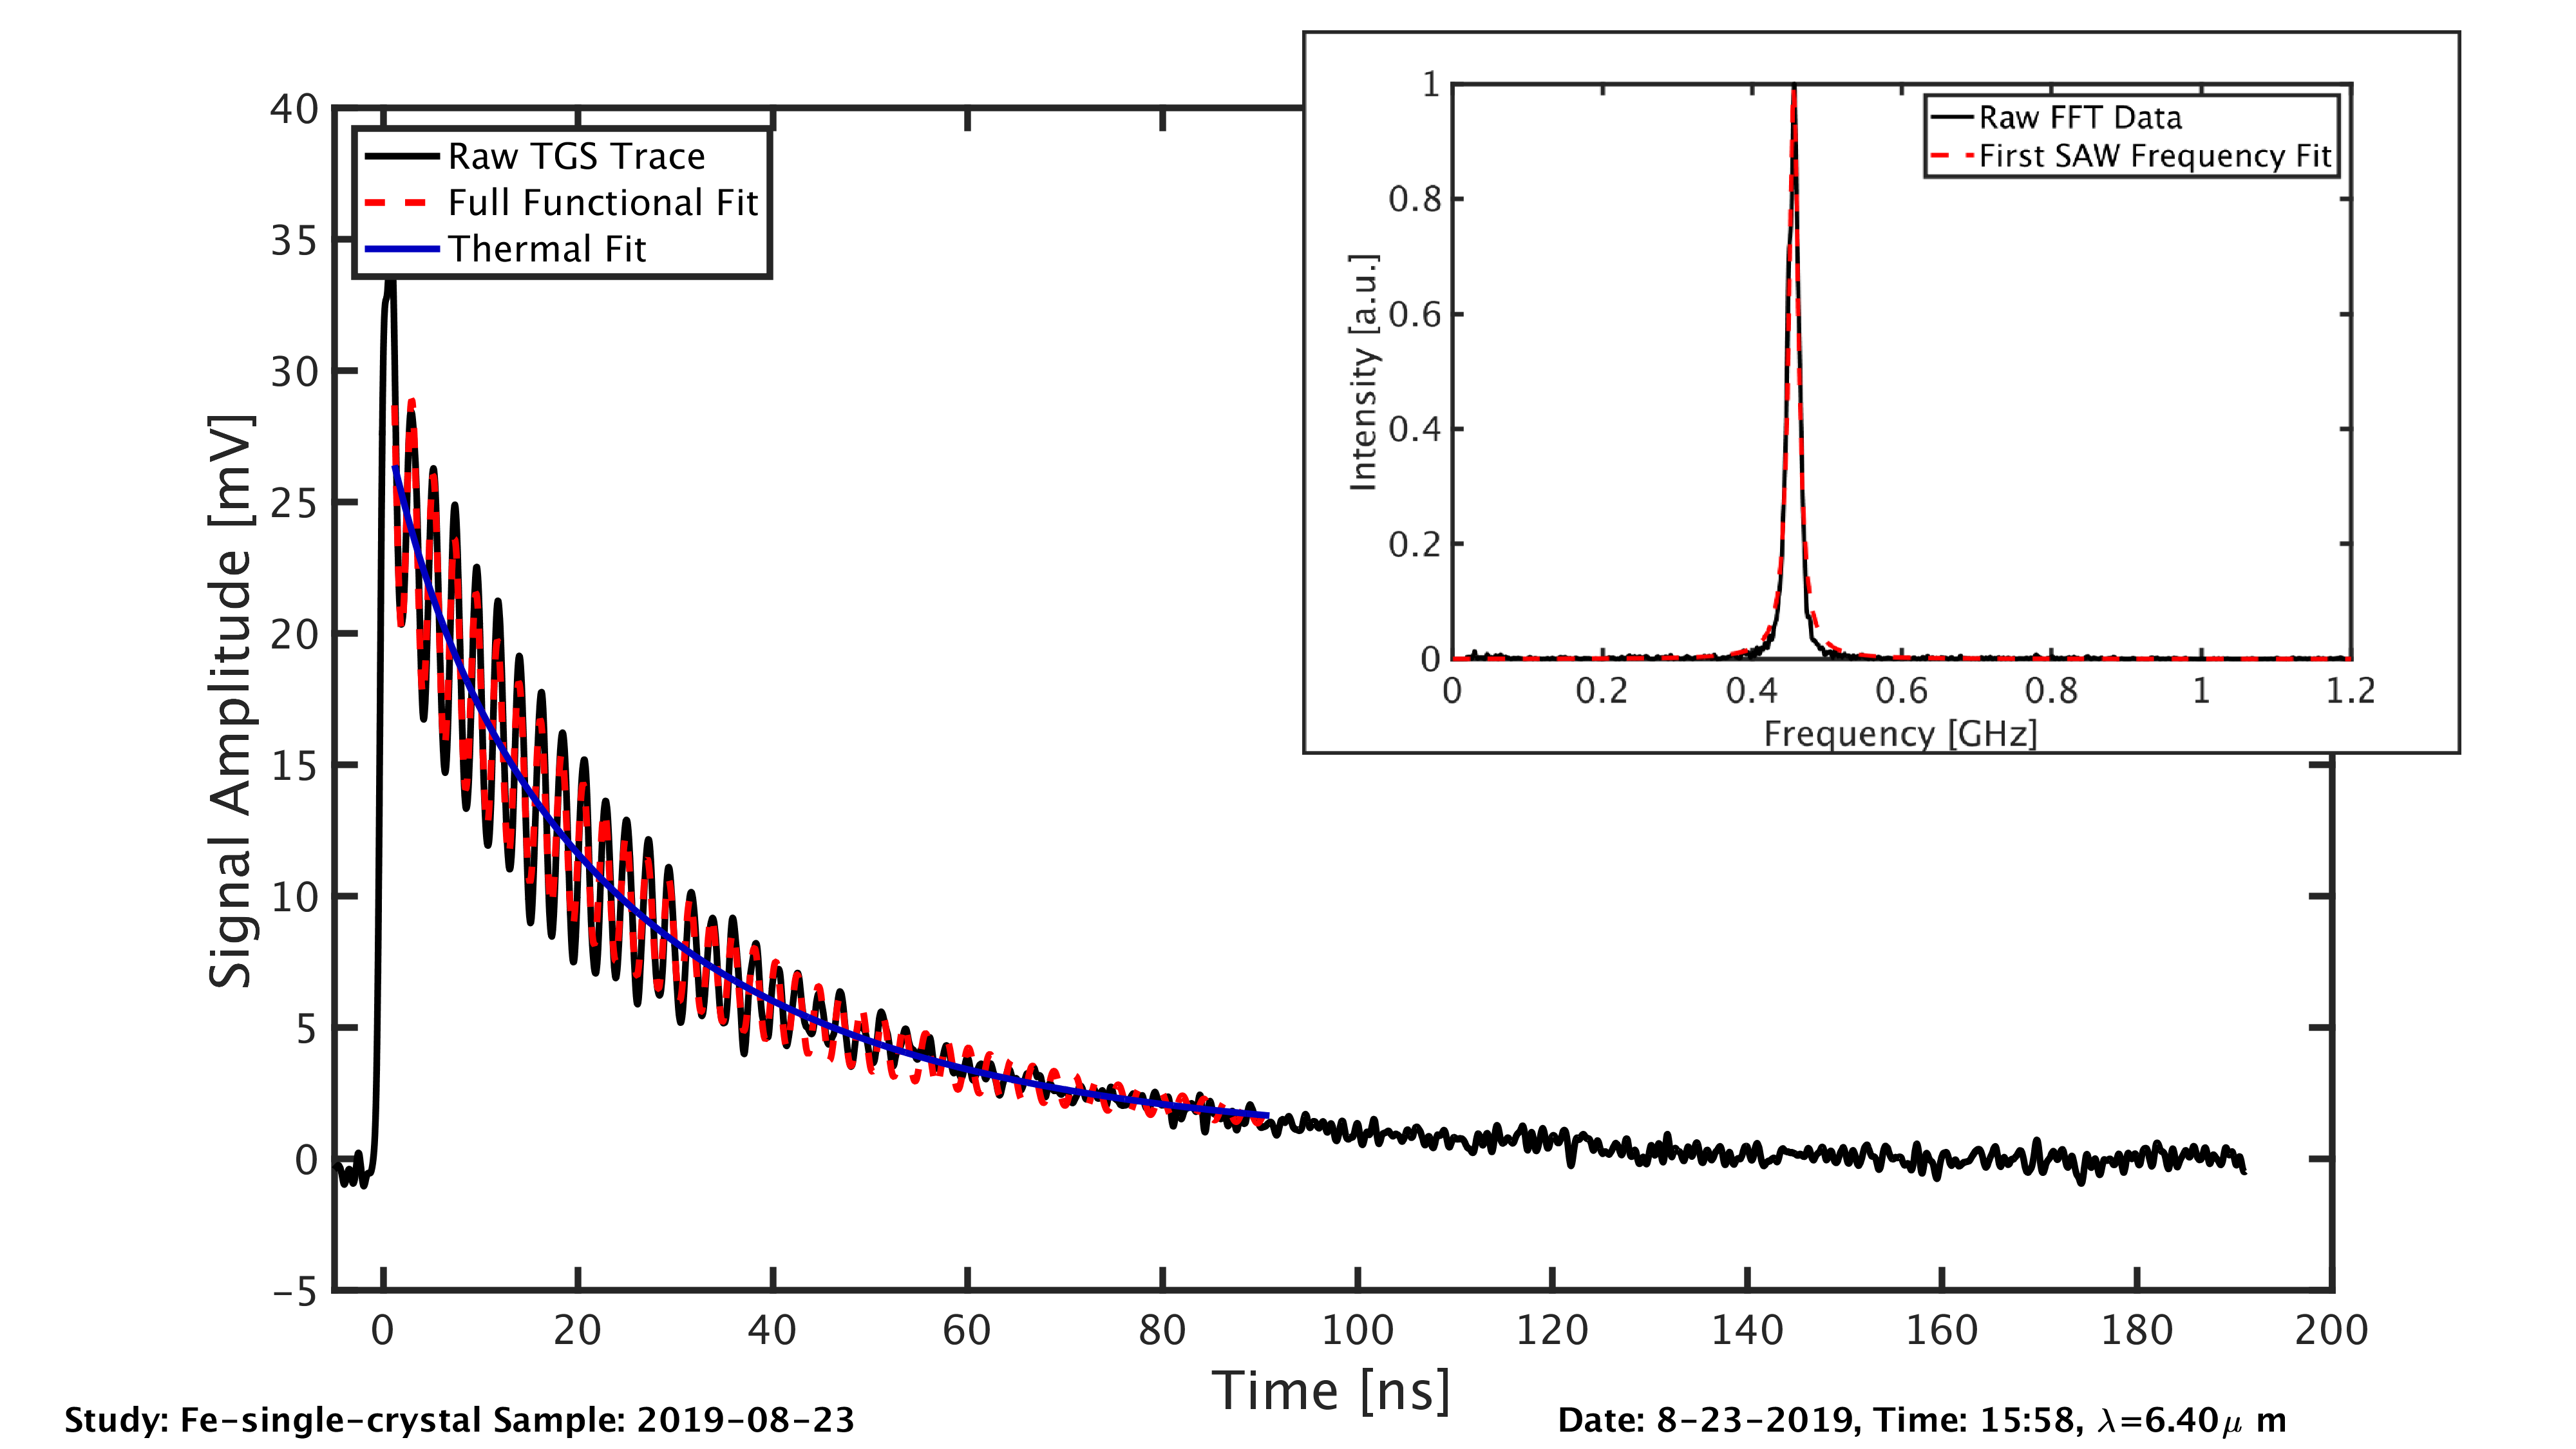 Raw TGS Trace
Full Functional Fit
Thermal Fit
40
35
30
25
20
15
10
5
0
-5
Signal Amplitude [mV]
0 20 40 60 80 100 120 140 160 180 200
Time [ns]
Raw FFT Data
First SAW Frequency Fit
1
0.8
0.6
0.4
0.2
0
Intensity [a.u.]
0 0.2 0.4 0.6 0.8 1 1.2
Frequency [GHz]
Study: Fe-single-crystal Sample: 2019-08-23
Date: 8-23-2019, Time: 15:58, λ=6.40μ m